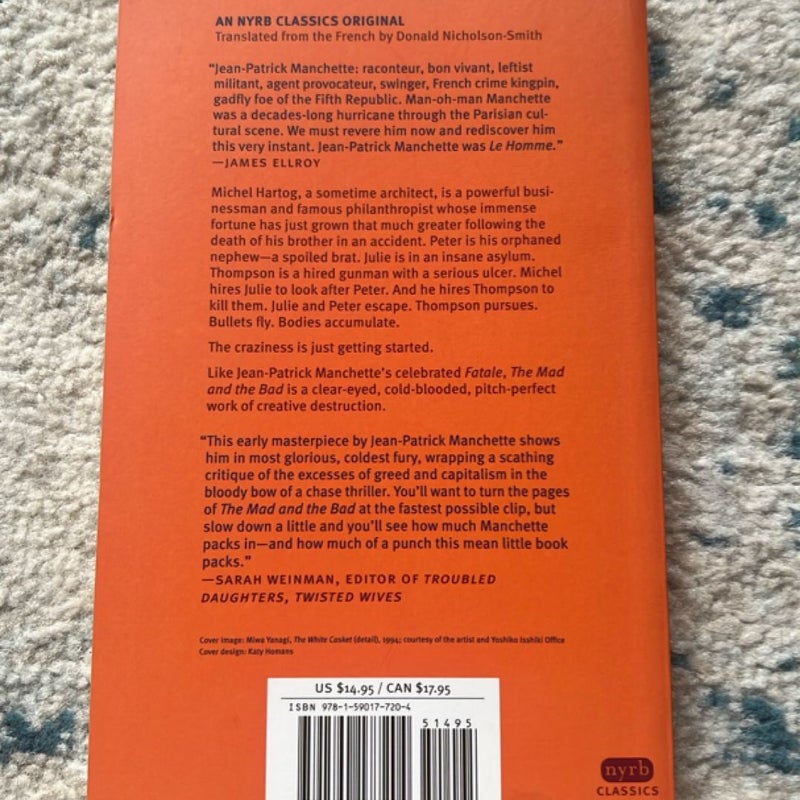 AN NYRB CLASSICS ORIGINAL
Translated from the French by Donald Nicholson-Smith
“Jean-Patrick Manchette: raconteur, bon vivant, leftist
militant, agent provocateur, swinger, French crime kingpin,
gadfly foe of the Fifth Republic. Man-oh-man Manchette
was a decades-long hurricane through the Parisian cul-
tural scene. We must revere him now and rediscover him
this very instant. Jean-Patrick Manchette was Le Homme.”
—JAMES ELLROY
Michel Hartog, a sometime architect, is a powerful busi-
nessman and famous philanthropist whose immense
fortune has just grown that much greater following the
death of his brother in an accident. Peter is his orphaned
nephew—a spoiled brat. Julie is in an insane asylum.
Thompson is a hired gunman with a serious ulcer. Michel
hires Julie to look after Peter. And he hires Thompson to
kill them. Julie and Peter escape. Thompson pursues.
Bullets fly. Bodies accumulate.
The craziness is just getting started.
Like Jean-Patrick Manchette’s celebrated Fatale, The Mad
and the Bad is a clear-eyed, cold-blooded, pitch-perfect
work of creative destruction.
“This early masterpiece by Jean-Patrick Manchette shows
him in most glorious, coldest fury, wrapping a scathing
critique of the excesses of greed and capitalism in the
bloody bow of a chase thriller. You’ll want to turn the pages
of The Mad and the Bad at the fastest possible clip, but
slow down a little and you’ll see how much Manchette
packs in—and how much of a punch this mean little book
packs.”
—SARAH WEINMAN, EDITOR OF TROUBLED
DAUGHTERS, TWISTED WIVES
Cover image: Miwa Yanagi, The White Casket (detail), 1994; courtesy of the artist and Yoshiko Isshiki Office
Cover design: Katy Homans
US $14.95 / CAN $17.95
ISBN 978-1-59017-720-4
51495
nyrb
CLASSICS